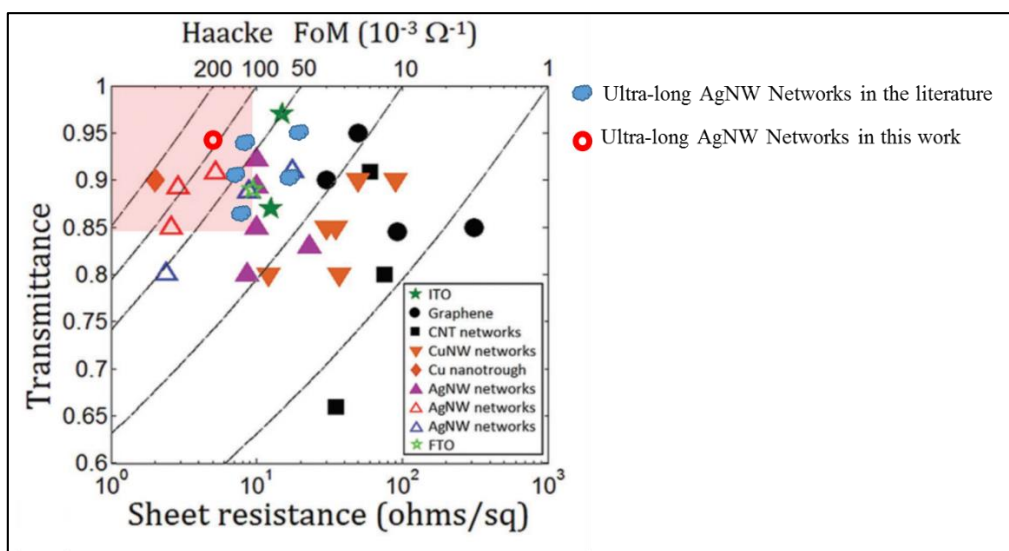 Haacke FoM (10⁻³ Ω⁻¹)
200 100 50 10 1
Ultra-long AgNW Networks in the literature
Ultra-long AgNW Networks in this work
Transmittance
1
0.95
0.9
0.85
0.8
0.75
0.7
0.65
0.6
ITO
Graphene
CNT networks
CuNW networks
Cu nanotrough
AgNW networks
AgNW networks
AgNW networks
FTO
10⁰ 10¹ 10² 10³
Sheet resistance (ohms/sq)